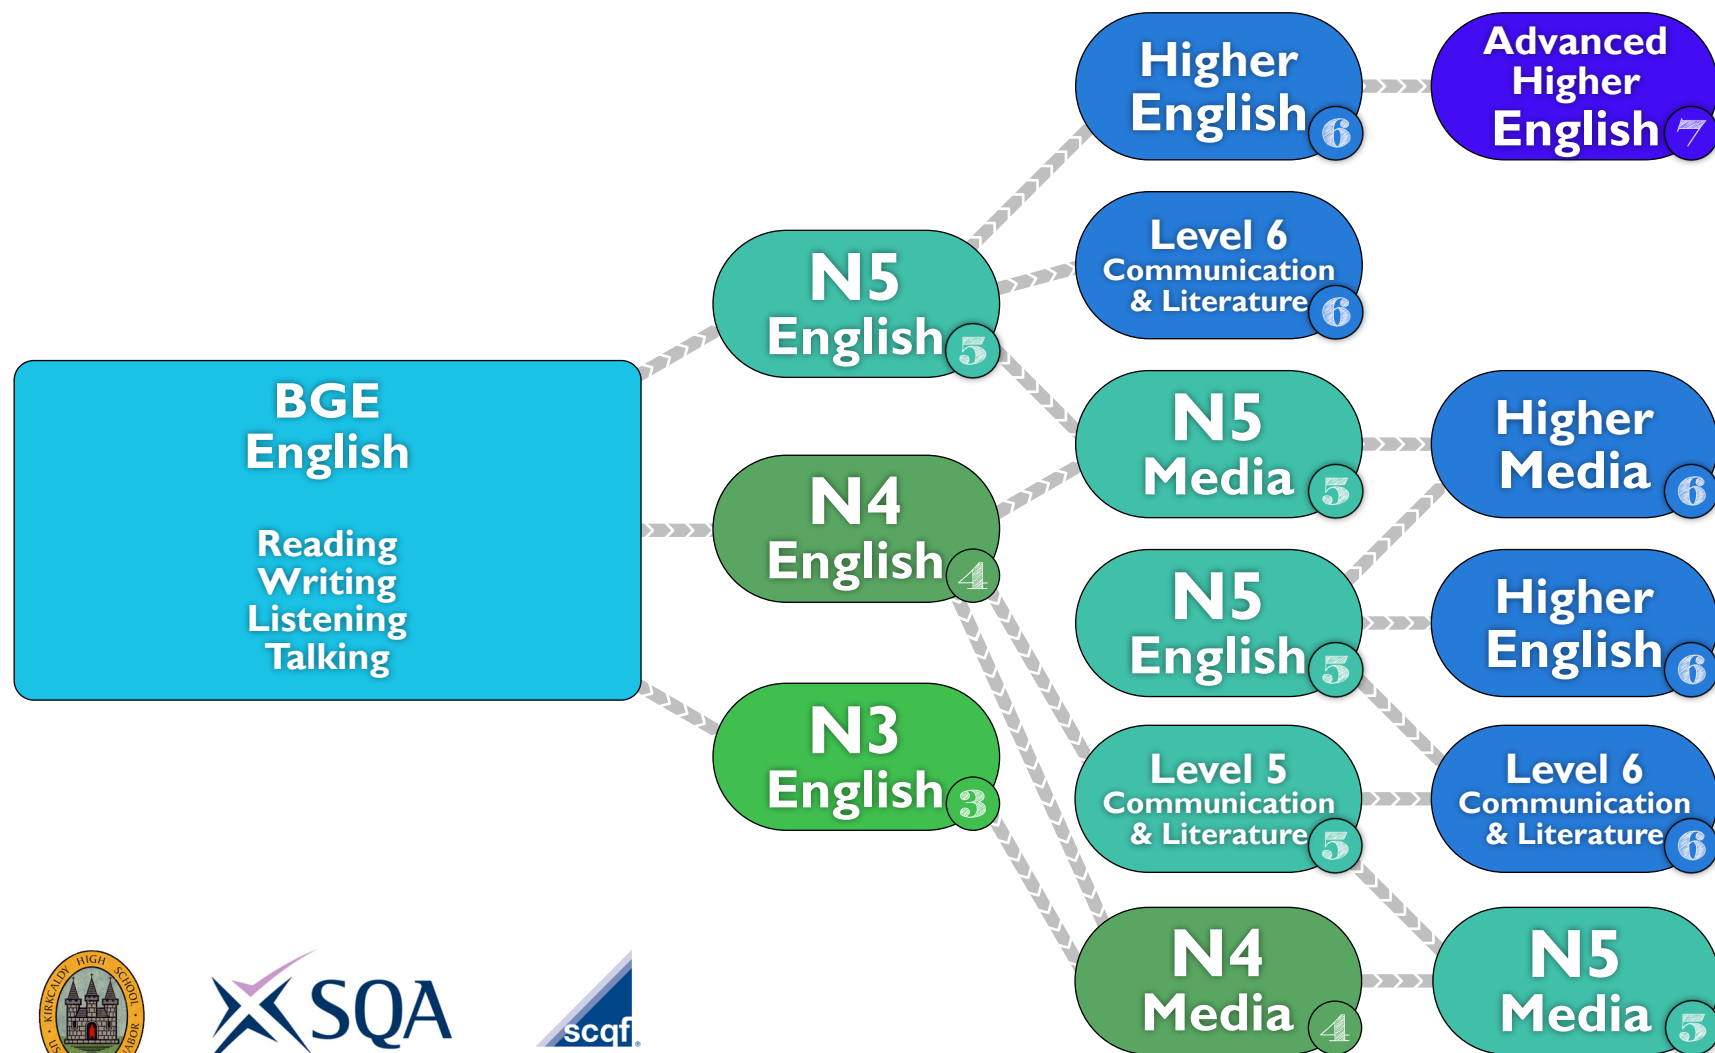 BGE
English
Reading
Writing
Listening
Talking
N5
English
5
N4
English
4
N3
English
3
Higher
English
6
Level 6
Communication
& Literature
6
N5
Media
5
N5
English
5
Level 5
Communication
& Literature
5
N4
Media
4
Advanced
Higher
English
7
Higher
Media
6
Higher
English
6
Level 6
Communication
& Literature
6
N5
Media
5
KIRKCALDY HIGH SCHOOL
SQA
scqf